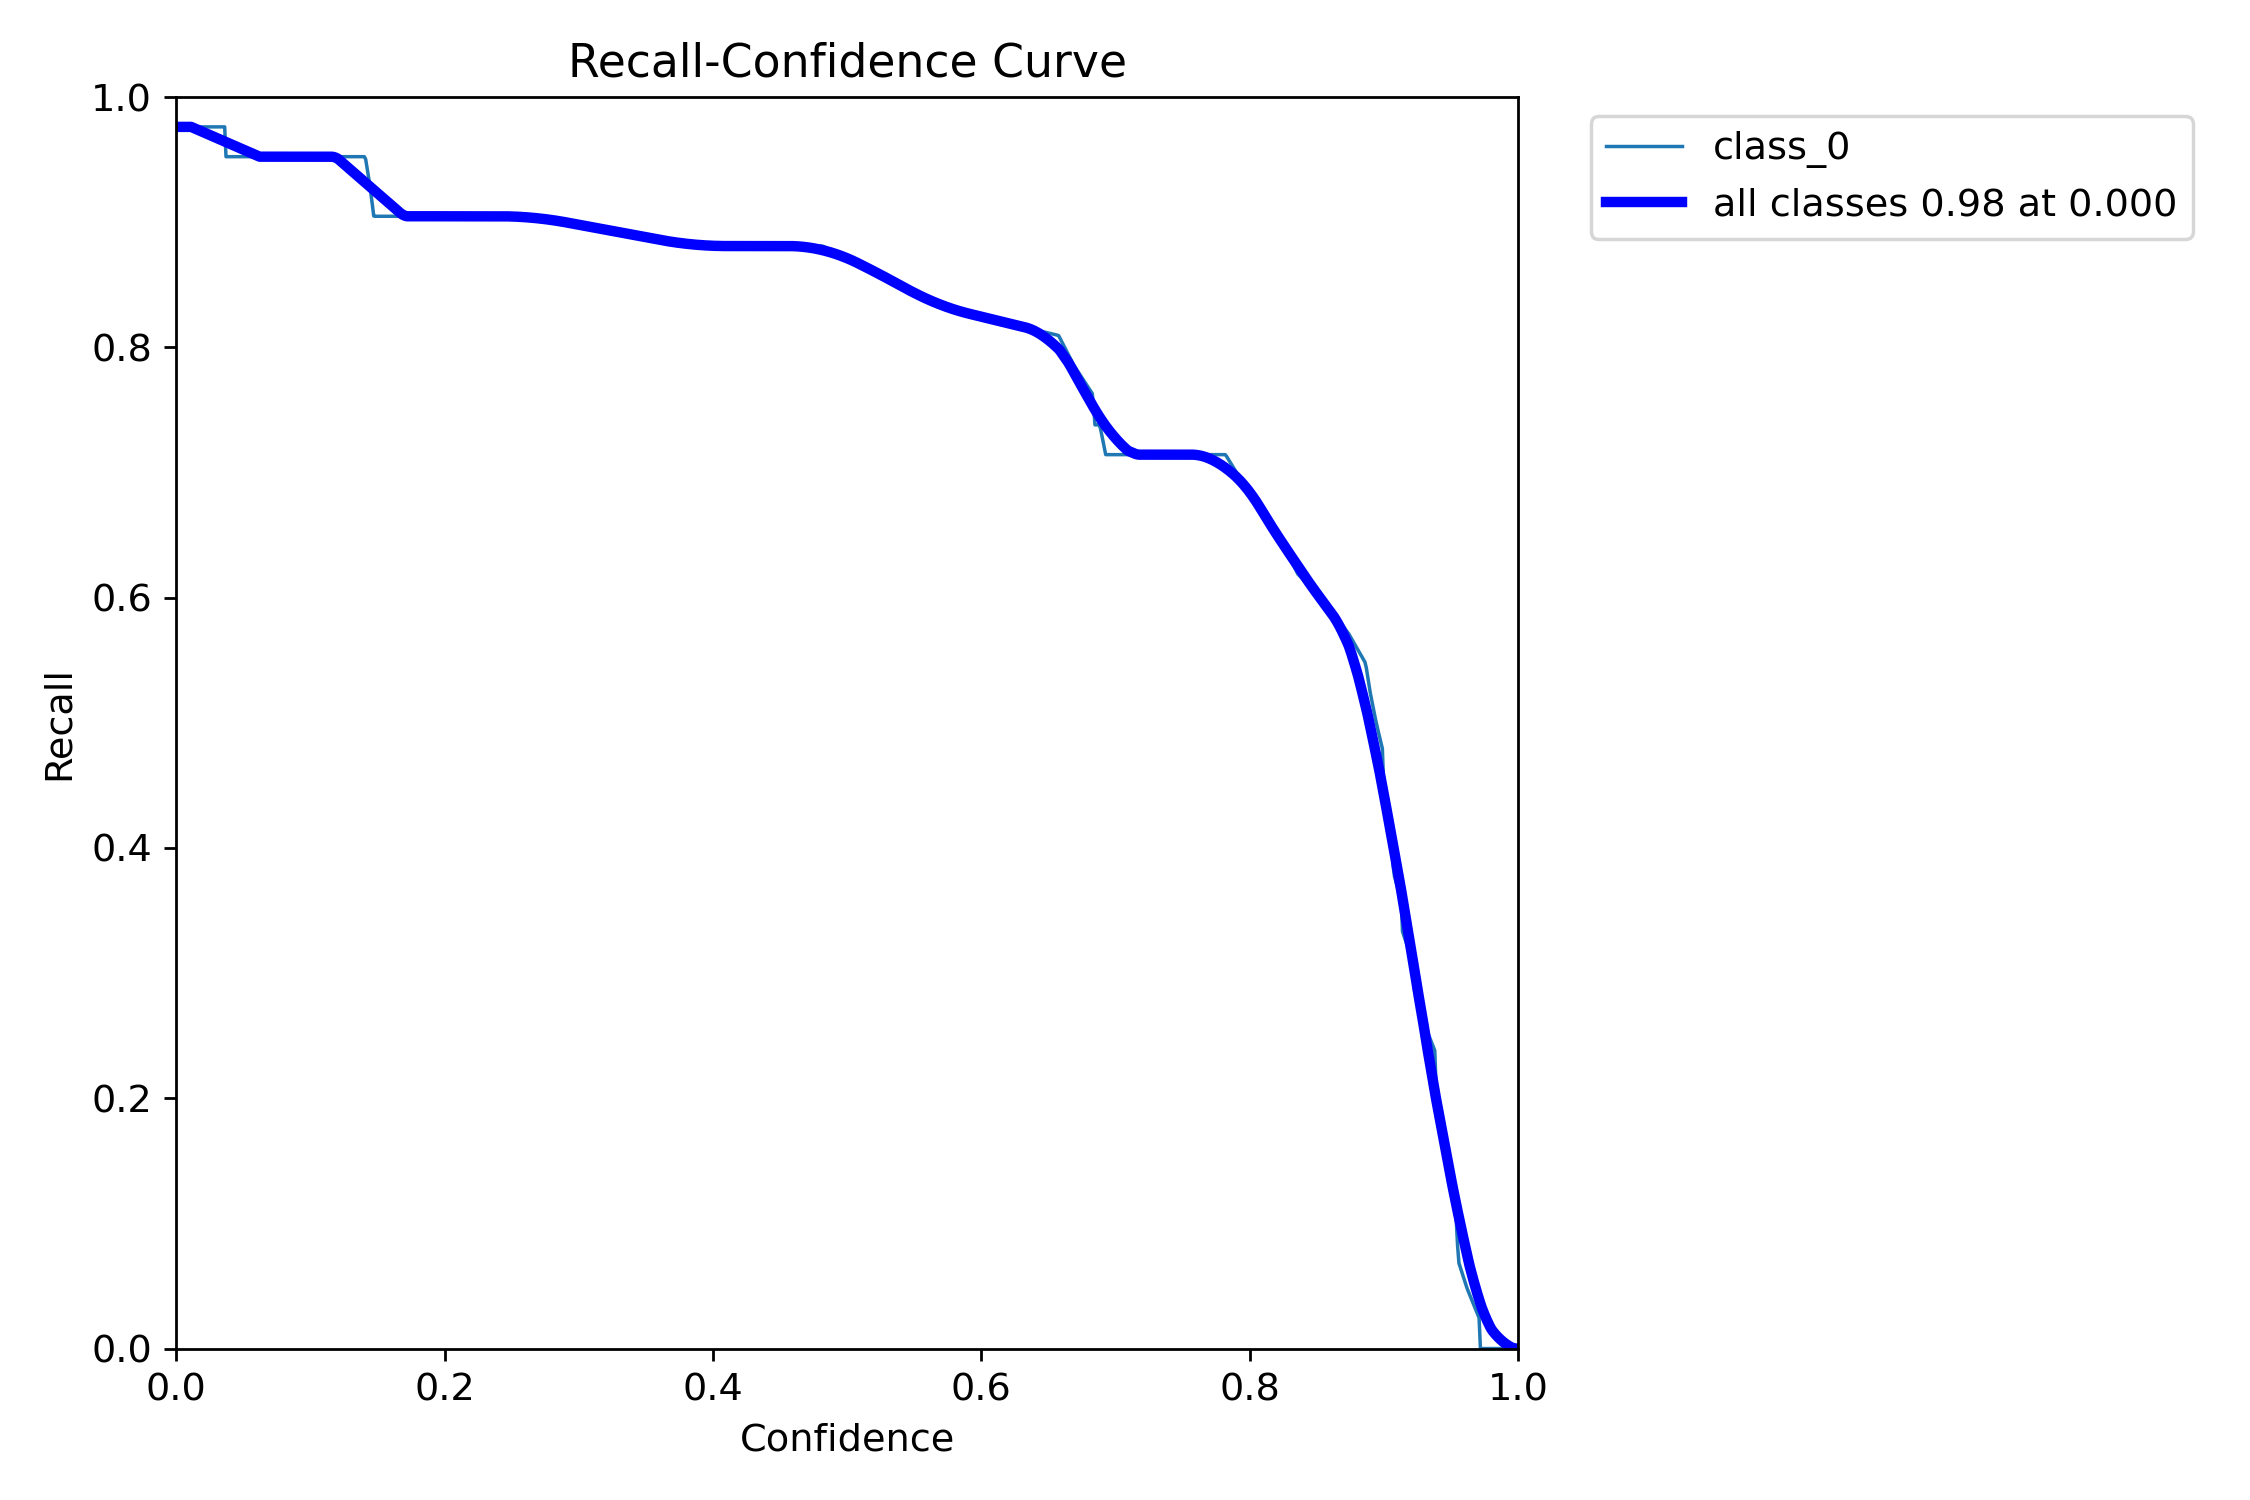 Recall-Confidence Curve
1.0
0.8
0.6
0.4
0.2
0.0
Recall
0.0 0.2 0.4 0.6 0.8 1.0
Confidence
class_0
all classes 0.98 at 0.000